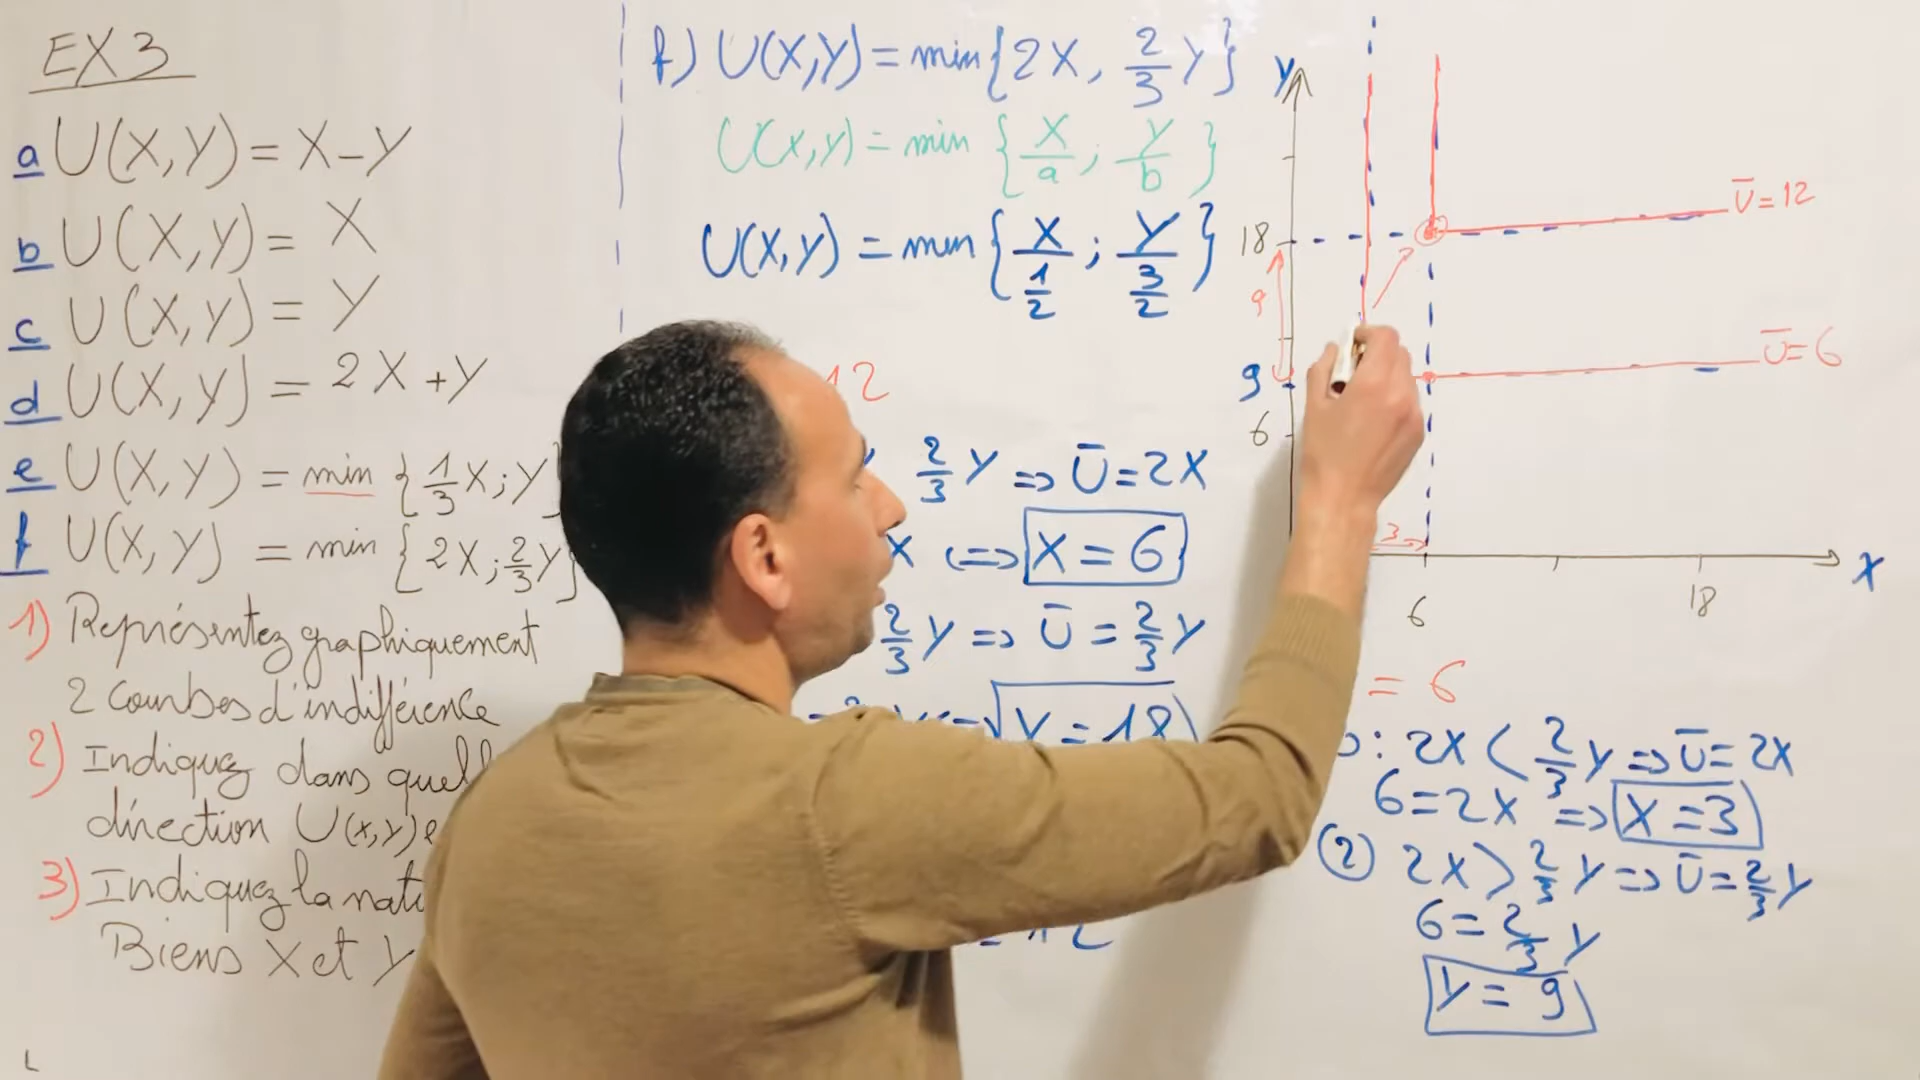 EX3
a U(X,Y) = X - Y
b U(X,Y) = X
c U(X,Y) = Y
d U(X,Y) = 2X + Y
e U(X,Y) = min {1/3 X; Y}
f U(X,Y) = min {2X; 2/3 Y}
1) Représentez graphiquement
2 courbes d'indifférence
2) Indiquez dans quell
direction U(x,y) e
3) Indiquez la natu
Biens X et Y
L
f) U(X,Y) = min{2X, 2/3 Y}
U(X,Y) = min {X/a ; Y/b}
U(X,Y) = min {X/(1/2) ; Y/(3/2)}
12
2/3 Y => Ū = 2X
X <=> X = 6
2/3 Y => Ū = 2/3 Y
Y = 18
Y
18
9
9
6
Ū = 12
Ū = 6
3
6
18
X
= 6
: 2X < 2/3 Y => Ū = 2X
6 = 2X => X = 3
② 2X > 2/3 Y => Ū = 2/3 Y
6 = 2/3 Y
Y = 9